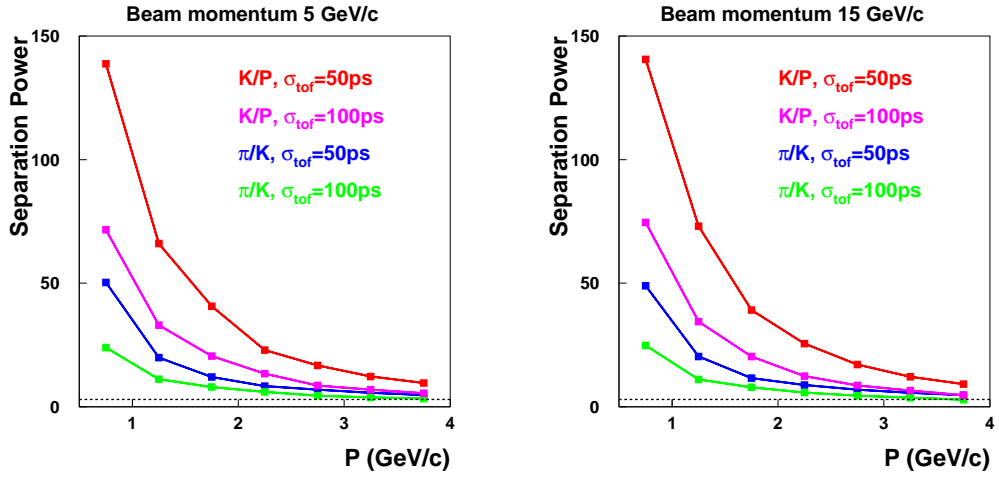 Beam momentum 5 GeV/c
Separation Power
150
100
50
0
K/P, σtof=50ps
K/P, σtof=100ps
π/K, σtof=50ps
π/K, σtof=100ps
1 2 3 4
P (GeV/c)
Beam momentum 15 GeV/c
Separation Power
150
100
50
0
K/P, σtof=50ps
K/P, σtof=100ps
π/K, σtof=50ps
π/K, σtof=100ps
1 2 3 4
P (GeV/c)